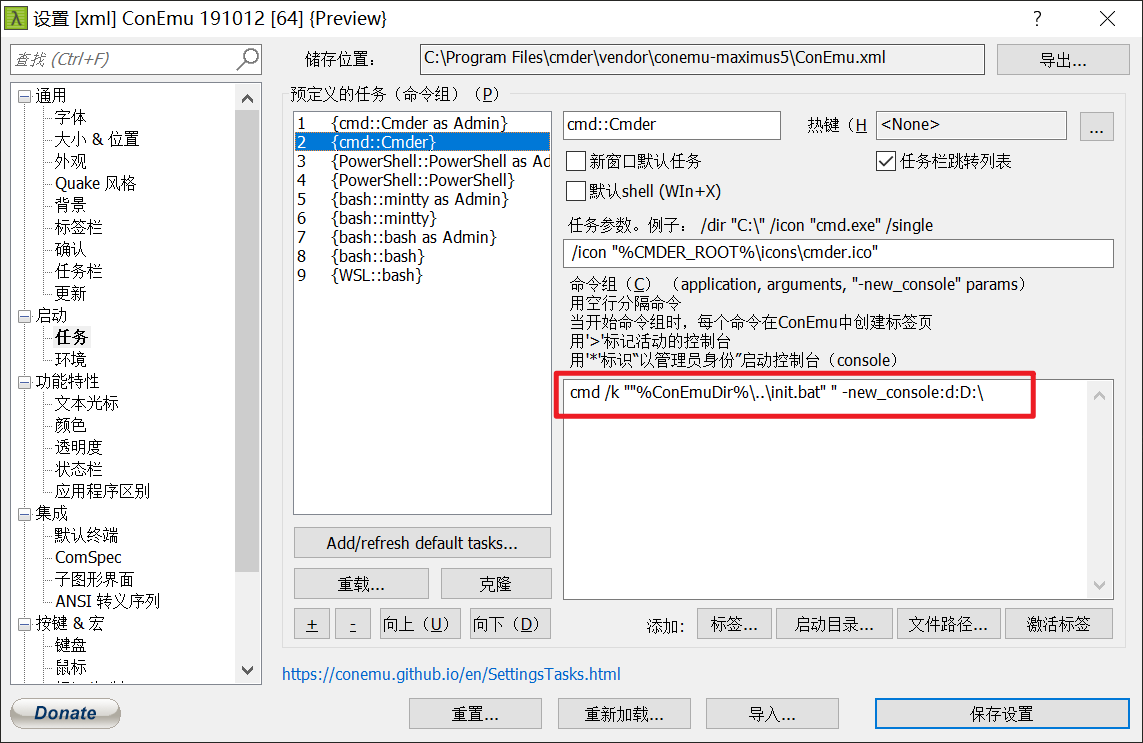 设置 [xml] ConEmu 191012 [64] {Preview}
?
查找 (Ctrl+F)
通用
字体
大小 & 位置
外观
Quake 风格
背景
标签栏
确认
任务栏
更新
启动
任务
环境
功能特性
文本光标
颜色
透明度
状态栏
应用程序区别
集成
默认终端
ComSpec
子图形界面
ANSI 转义序列
按键 & 宏
键盘
鼠标
Donate
储存位置：
C:\Program Files\cmder\vendor\conemu-maximus5\ConEmu.xml
导出...
预定义的任务（命令组）(P)
1 {cmd::Cmder as Admin}
2 {cmd::Cmder}
3 {PowerShell::PowerShell as Ad
4 {PowerShell::PowerShell}
5 {bash::mintty as Admin}
6 {bash::mintty}
7 {bash::bash as Admin}
8 {bash::bash}
9 {WSL::bash}
Add/refresh default tasks...
重载...
克隆
+
-
向上（U）
向下（D）
cmd::Cmder
热键（H
<None>
...
新窗口默认任务
任务栏跳转列表
默认shell (WIn+X)
任务参数。例子： /dir "C:\" /icon "cmd.exe" /single
/icon "%CMDER_ROOT%\icons\cmder.ico"
命令组（C）（application, arguments, "-new_console" params）
用空行分隔命令
当开始命令组时，每个命令在ConEmu中创建标签页
用'>'标记活动的控制台
用'*'标识“以管理员身份”启动控制台（console）
cmd /k ""%ConEmuDir%\..\init.bat" " -new_console:d:D:\
添加:
标签...
启动目录...
文件路径...
激活标签
https://conemu.github.io/en/SettingsTasks.html
重置...
重新加载...
导入...
保存设置